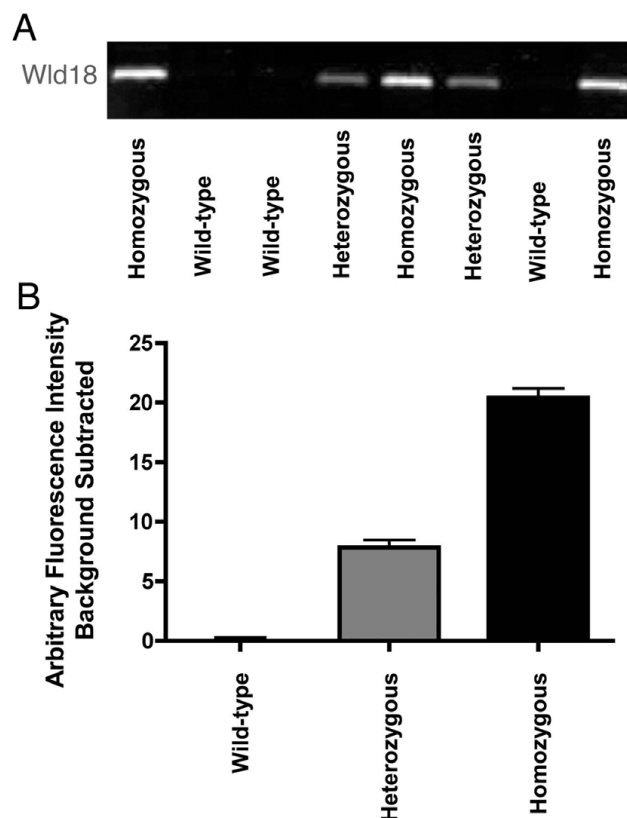 A
Wld18
Homozygous
Wild-type
Wild-type
Heterozygous
Homozygous
Heterozygous
Wild-type
Homozygous
B
Arbitrary Fluorescence Intensity
Background Subtracted
25
20
15
10
5
0
Wild-type
Heterozygous
Homozygous